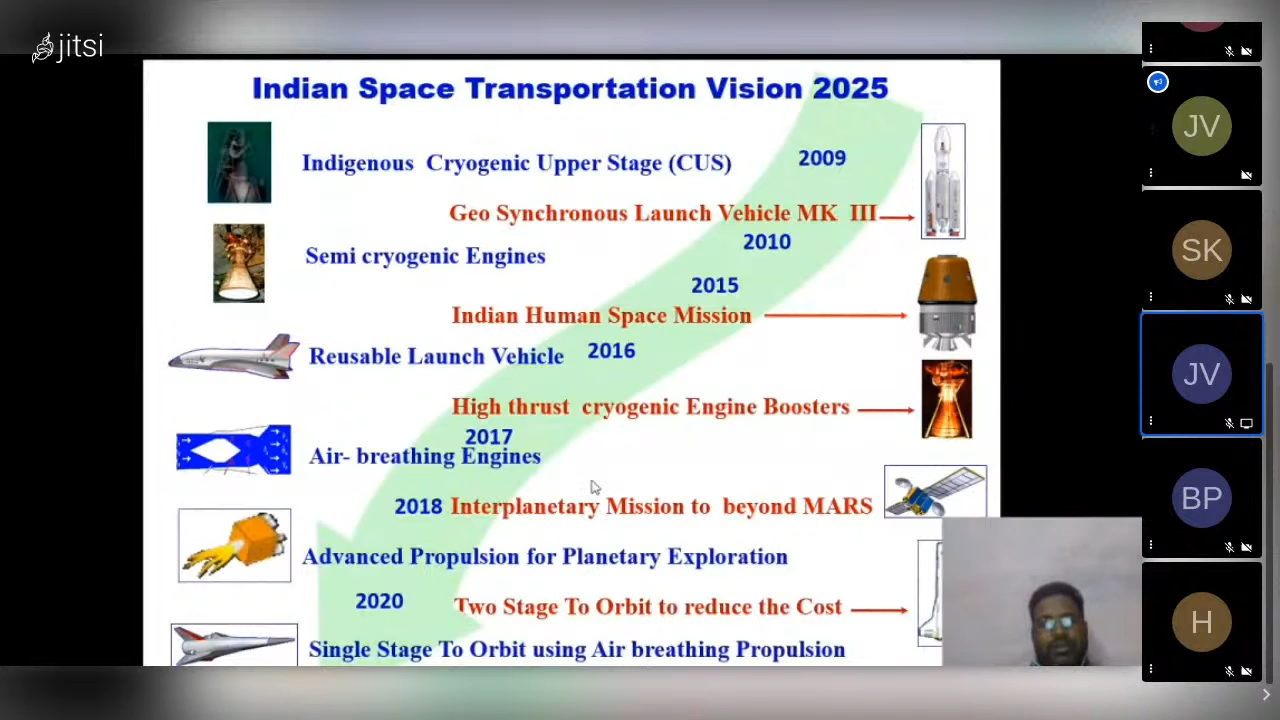 jitsi
Indian Space Transportation Vision 2025
Indigenous Cryogenic Upper Stage (CUS) 2009
Geo Synchronous Launch Vehicle MK III
2010
Semi cryogenic Engines
2015
Indian Human Space Mission
Reusable Launch Vehicle 2016
High thrust cryogenic Engine Boosters
2017
Air- breathing Engines
2018 Interplanetary Mission to beyond MARS
Advanced Propulsion for Planetary Exploration
2020 Two Stage To Orbit to reduce the Cost
Single Stage To Orbit using Air breathing Propulsion
JV
SK
JV
BP
H